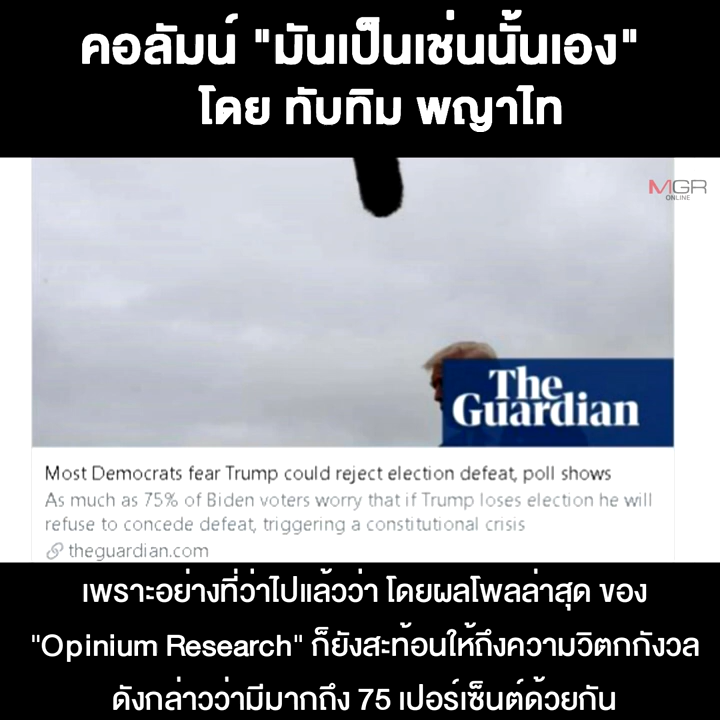 คอลัมน์ "มันเป็นเช่นนั้นเอง"
โดย ทับทิม พญาไท
MGR
ONLINE
The
Guardian
Most Democrats fear Trump could reject election defeat, poll shows
As much as 75% of Biden voters worry that if Trump loses election he will
refuse to concede defeat, triggering a constitutional crisis
theguardian.com
เพราะอย่างที่ว่าไปแล้วว่า โดยผลโพลล่าสุด ของ
"Opinium Research" ก็ยังสะท้อนให้ถึงความวิตกกังวล
ดังกล่าวว่ามีมากถึง 75 เปอร์เซ็นต์ด้วยกัน